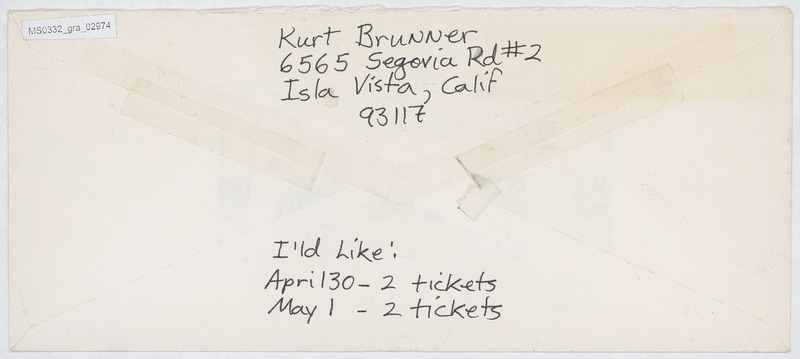 MS0332_gra_02974
Kurt Brunner
6565 Segovia Rd #2
Isla Vista, Calif
93117
I'ld Like:
April 30 - 2 tickets
May 1 - 2 tickets